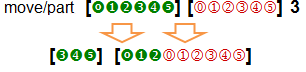 move/part [⓿❶❷❸❹❺] [⓪①②③④⑤] 3
[❸❹❺] [⓿❶❷⓪①②③④⑤]